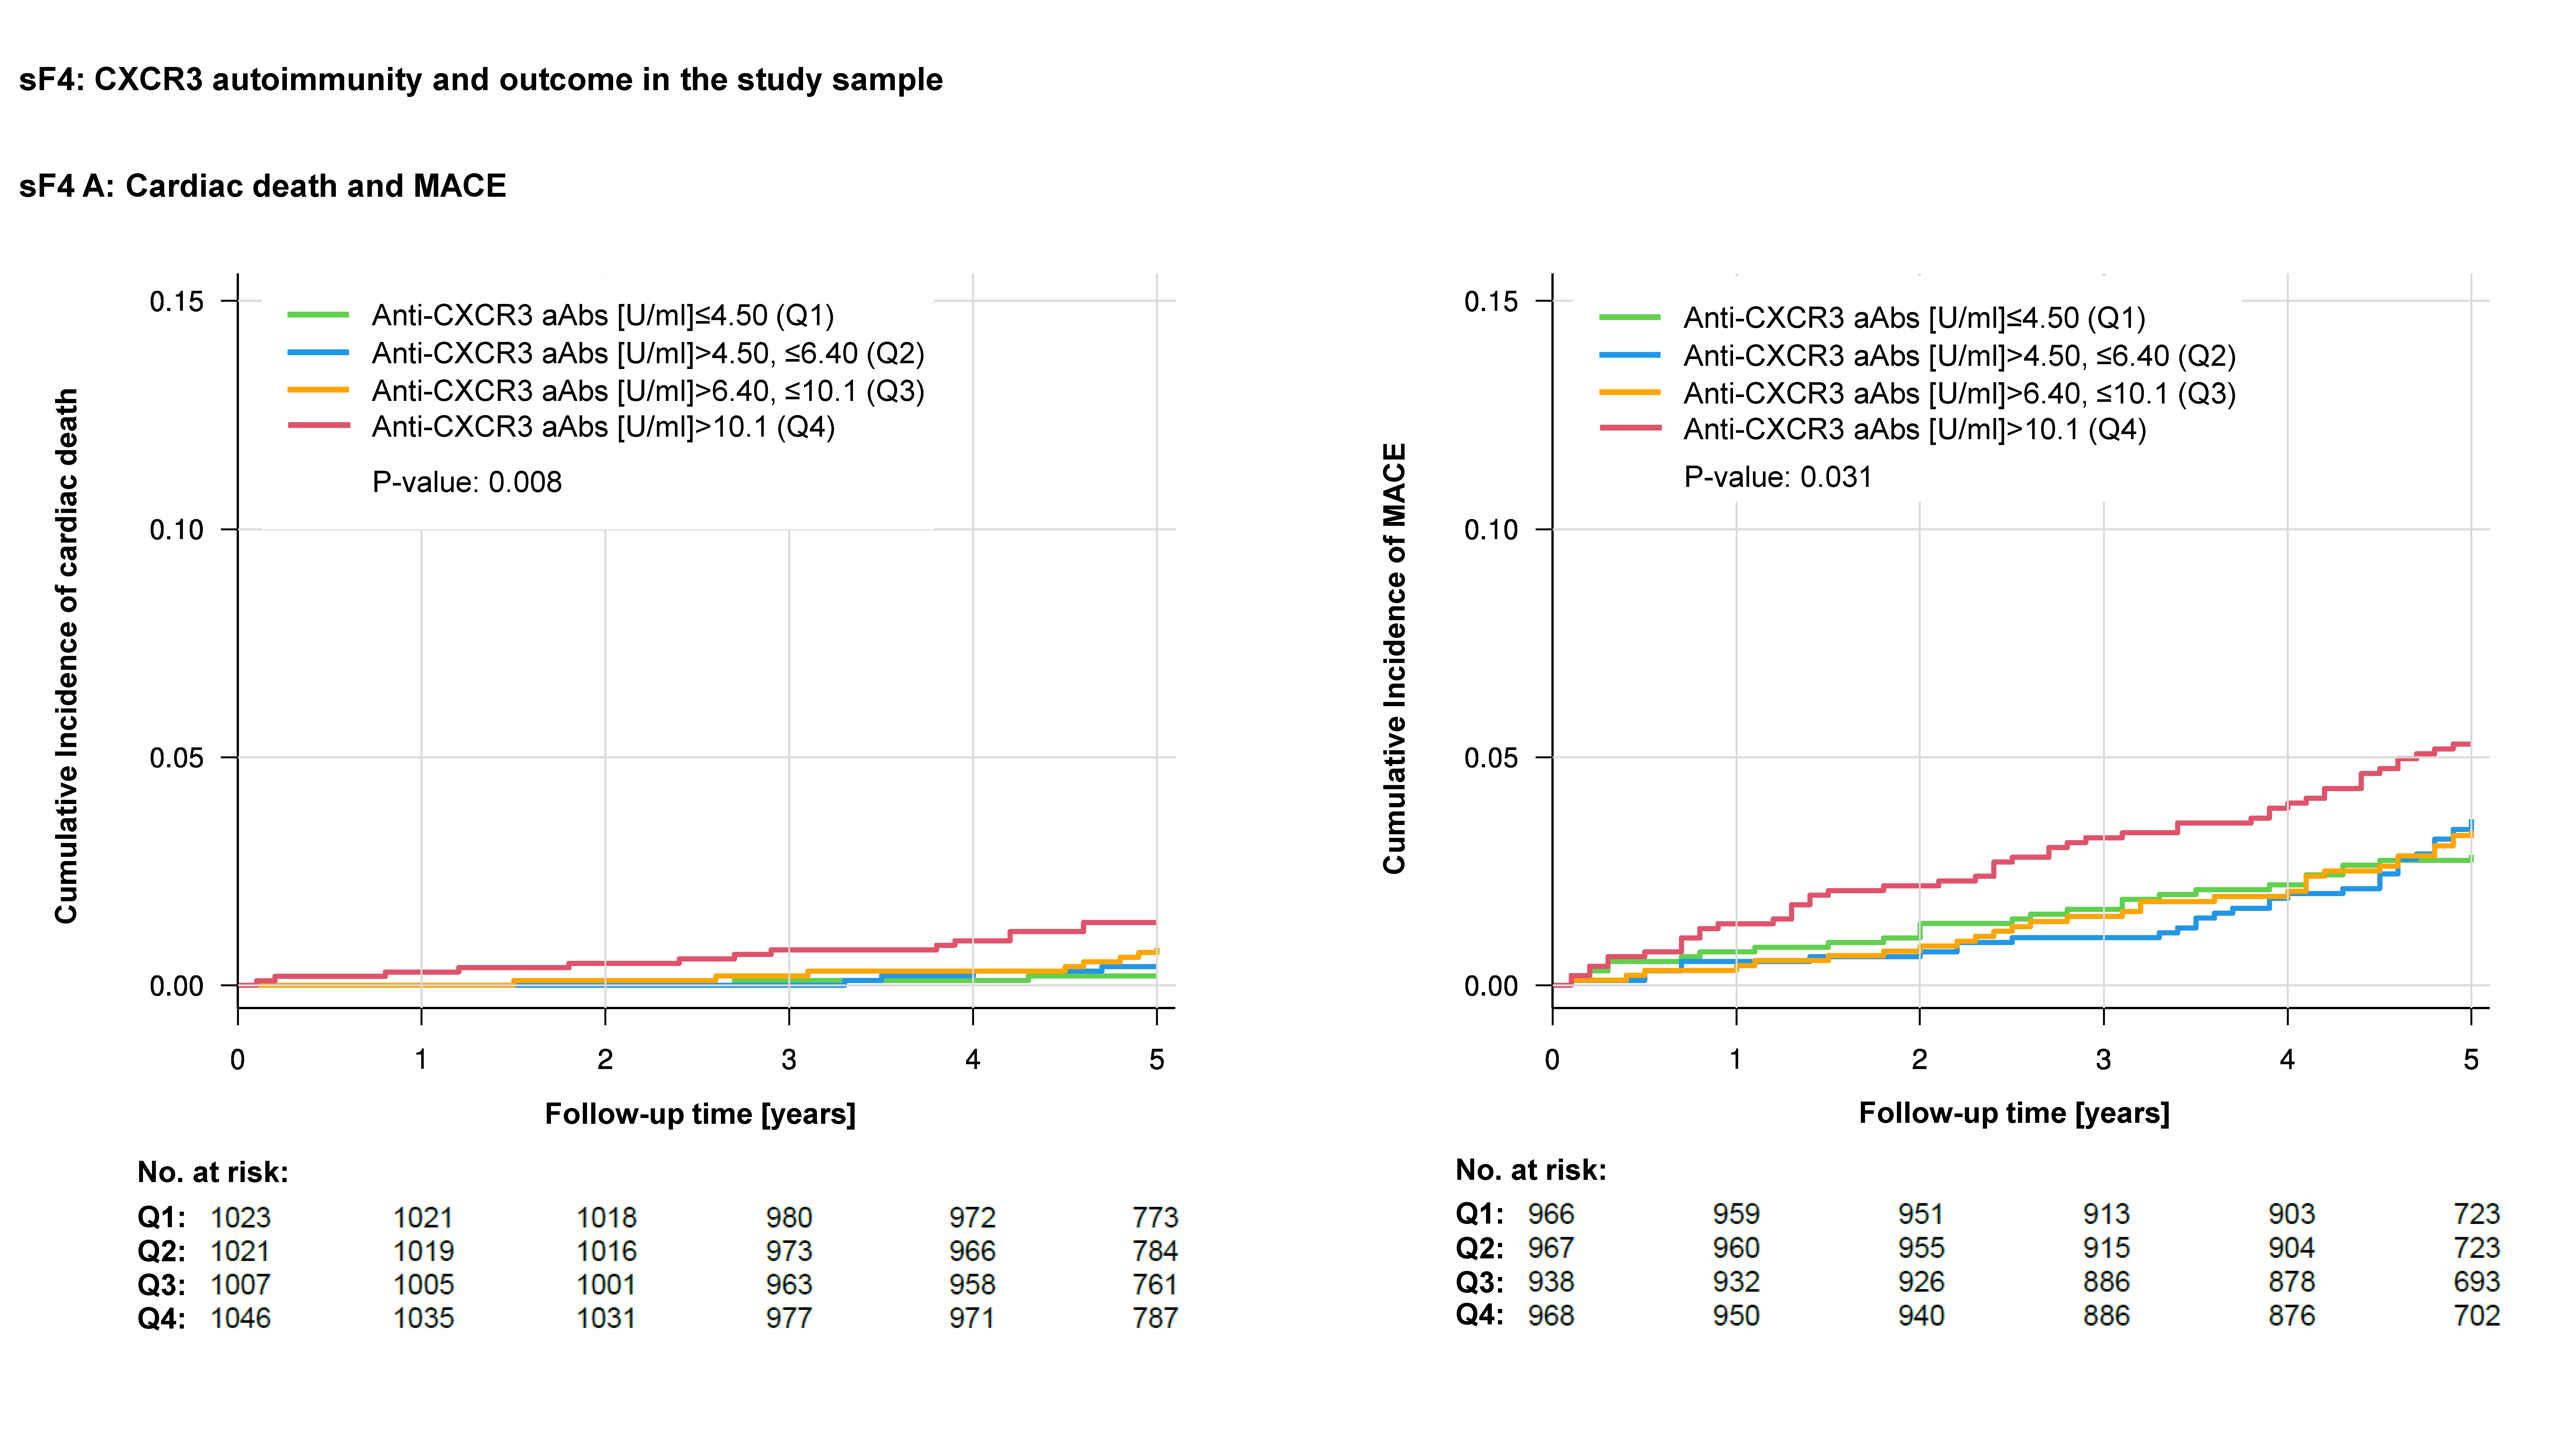 sF4: CXCR3 autoimmunity and outcome in the study sample
sF4 A: Cardiac death and MACE
Cumulative Incidence of cardiac death
0.15
0.10
0.05
0.00
Anti-CXCR3 aAbs [U/ml]≤4.50 (Q1)
Anti-CXCR3 aAbs [U/ml]>4.50, ≤6.40 (Q2)
Anti-CXCR3 aAbs [U/ml]>6.40, ≤10.1 (Q3)
Anti-CXCR3 aAbs [U/ml]>10.1 (Q4)
P-value: 0.008
0 1 2 3 4 5
Follow-up time [years]
No. at risk:
Q1: 1023 1021 1018 980 972 773
Q2: 1021 1019 1016 973 966 784
Q3: 1007 1005 1001 963 958 761
Q4: 1046 1035 1031 977 971 787
Cumulative Incidence of MACE
0.15
0.10
0.05
0.00
Anti-CXCR3 aAbs [U/ml]≤4.50 (Q1)
Anti-CXCR3 aAbs [U/ml]>4.50, ≤6.40 (Q2)
Anti-CXCR3 aAbs [U/ml]>6.40, ≤10.1 (Q3)
Anti-CXCR3 aAbs [U/ml]>10.1 (Q4)
P-value: 0.031
0 1 2 3 4 5
Follow-up time [years]
No. at risk:
Q1: 966 959 951 913 903 723
Q2: 967 960 955 915 904 723
Q3: 938 932 926 886 878 693
Q4: 968 950 940 886 876 702